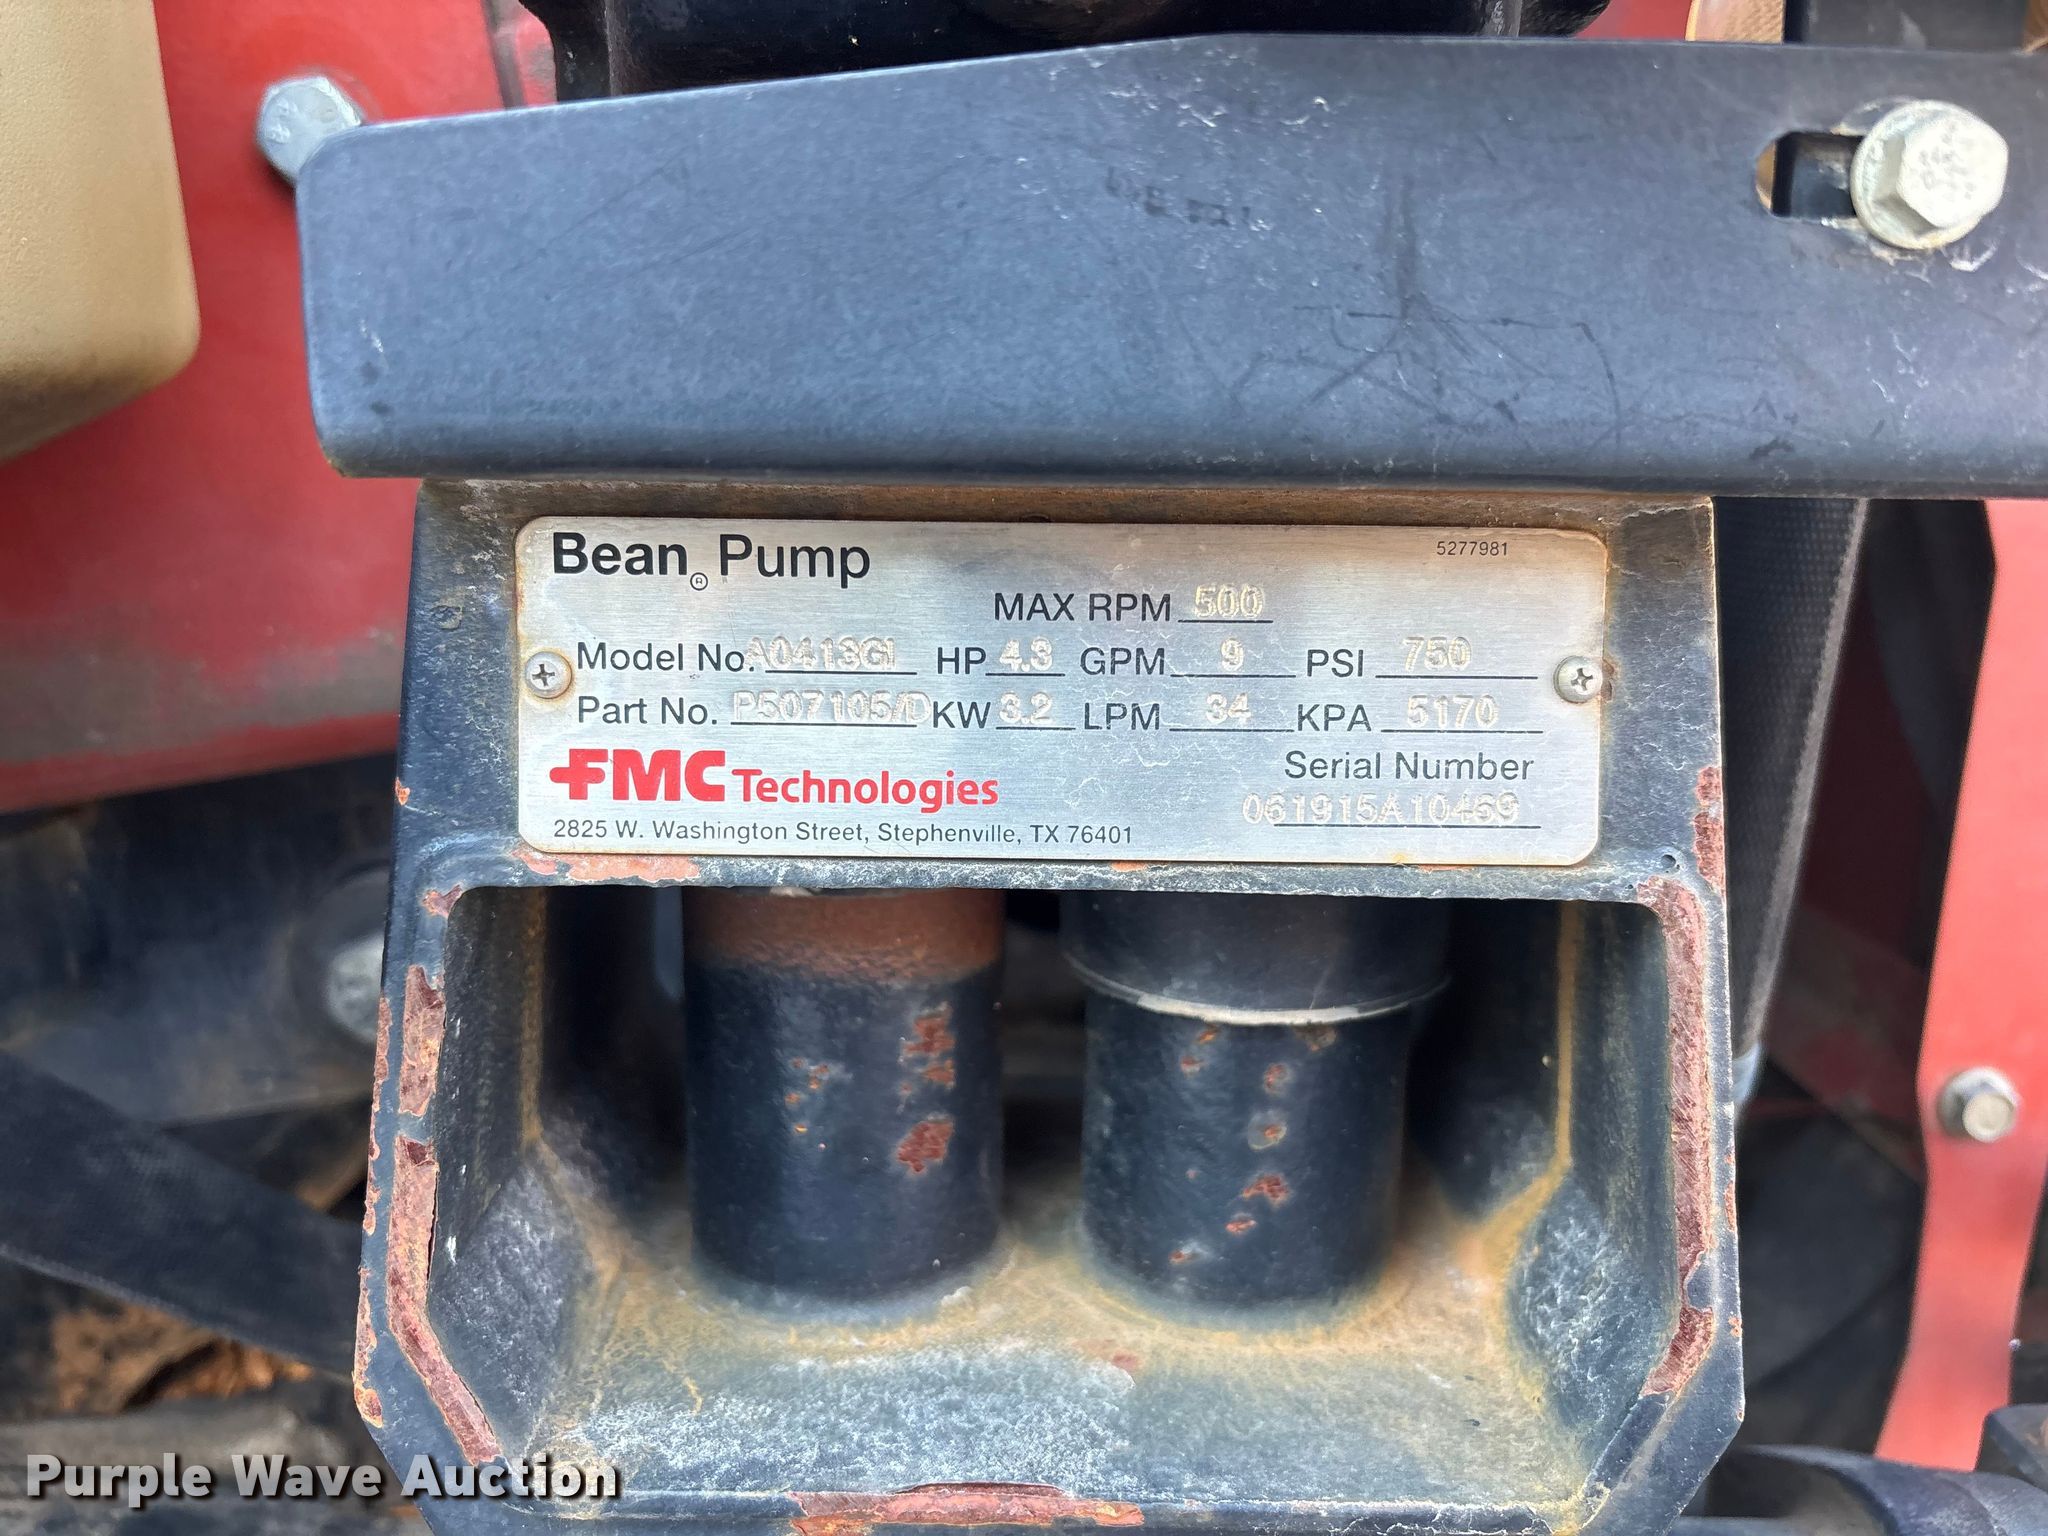 Bean® Pump
5277981
MAX RPM 500
Model No. A0413GI HP 4.3 GPM 9 PSI 750
Part No. P507105/D KW 3.2 LPM 34 KPA 5170
FMC Technologies
Serial Number
061915A10469
2825 W. Washington Street, Stephenville, TX 76401
Purple Wave Auction